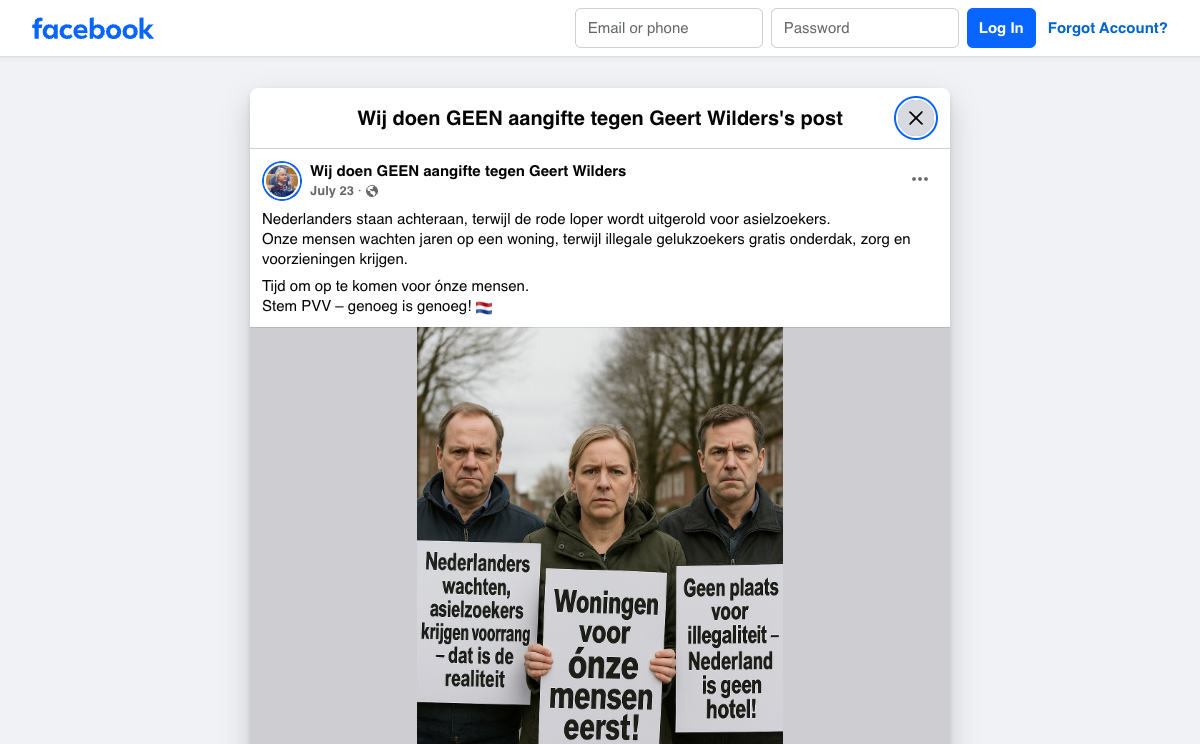 facebook
Email or phone
Password
Log In
Forgot Account?
Wij doen GEEN aangifte tegen Geert Wilders's post
Wij doen GEEN aangifte tegen Geert Wilders
July 23 ·
Nederlanders staan achteraan, terwijl de rode loper wordt uitgerold voor asielzoekers.
Onze mensen wachten jaren op een woning, terwijl illegale gelukzoekers gratis onderdak, zorg en
voorzieningen krijgen.
Tijd om op te komen voor ónze mensen.
Stem PVV – genoeg is genoeg! 🇳🇱
Nederlanders
wachten,
asielzoekers
krijgen voorrang
– dat is de
realiteit
Woningen
voor
ónze
mensen
eerst!
Geen plaats
voor
illegaliteit –
Nederland
is geen
hotel!